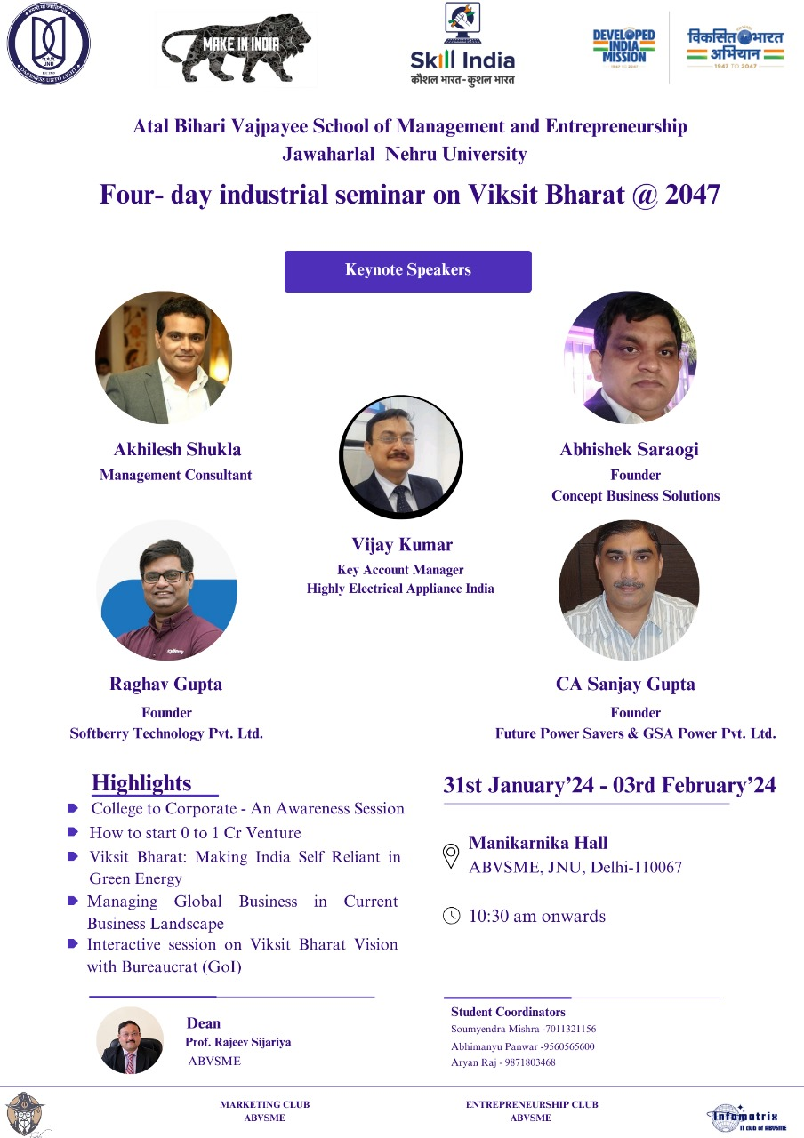 MAKE IN INDIA
Skill India
कौशल भारत-कुशल भारत
DEVELOPED
INDIA
MISSION
विकसित भारत
अभियान
1947 TO 2047
Atal Bihari Vajpayee School of Management and Entrepreneurship
Jawaharlal Nehru University
Four- day industrial seminar on Viksit Bharat @ 2047
Keynote Speakers
Akhilesh Shukla
Management Consultant
Abhishek Saraogi
Founder
Concept Business Solutions
Vijay Kumar
Key Account Manager
Highly Electrical Appliance India
Raghav Gupta
Founder
Softberry Technology Pvt. Ltd.
CA Sanjay Gupta
Founder
Future Power Savers & GSA Power Pvt. Ltd.
Highlights
College to Corporate - An Awareness Session
How to start 0 to 1 Cr Venture
Viksit Bharat: Making India Self Reliant in
Green Energy
Managing Global Business in Current
Business Landscape
Interactive session on Viksit Bharat Vision
with Bureaucrat (GoI)
31st January’24 - 03rd February’24
Manikarnika Hall
ABVSME, JNU, Delhi-110067
10:30 am onwards
Dean
Prof. Rajeev Sijariya
ABVSME
Student Coordinators
Soumyendra Mishra -7011321156
Abhimanyu Panwar -9560565600
Aryan Raj - 9871803468
MARKETING CLUB
ABVSME
ENTREPRENEURSHIP CLUB
ABVSME
Infomatrix
IT CLUB OF ABVSME